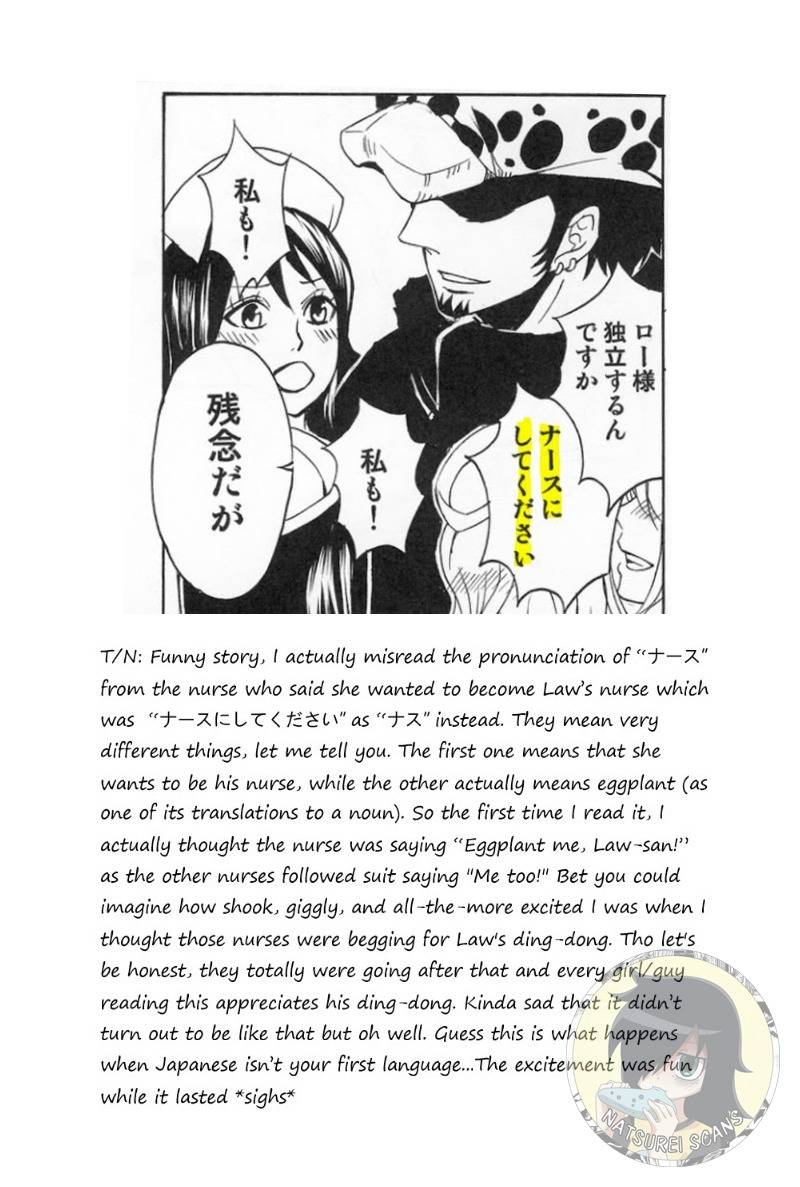 ロー様
独立するん
ですか
ナースに
してください
私も！
私も！
残念だが
T/N: Funny story, I actually misread the pronunciation of “ナース”
from the nurse who said she wanted to become Law’s nurse which
was “ナースにしてください” as “ナス” instead. They mean very
different things, let me tell you. The first one means that she
wants to be his nurse, while the other actually means eggplant (as
one of its translations to a noun). So the first time I read it, I
actually thought the nurse was saying “Eggplant me, Law-san!”
as the other nurses followed suit saying "Me too!" Bet you could
imagine how shook, giggly, and all-the-more excited I was when I
thought those nurses were begging for Law's ding-dong. Tho let's
be honest, they totally were going after that and every girl/guy
reading this appreciates his ding-dong. Kinda sad that it didn’t
turn out to be like that but oh well. Guess this is what happens
when Japanese isn’t your first language...The excitement was fun
while it lasted *sighs*
NATSUREI SCANS